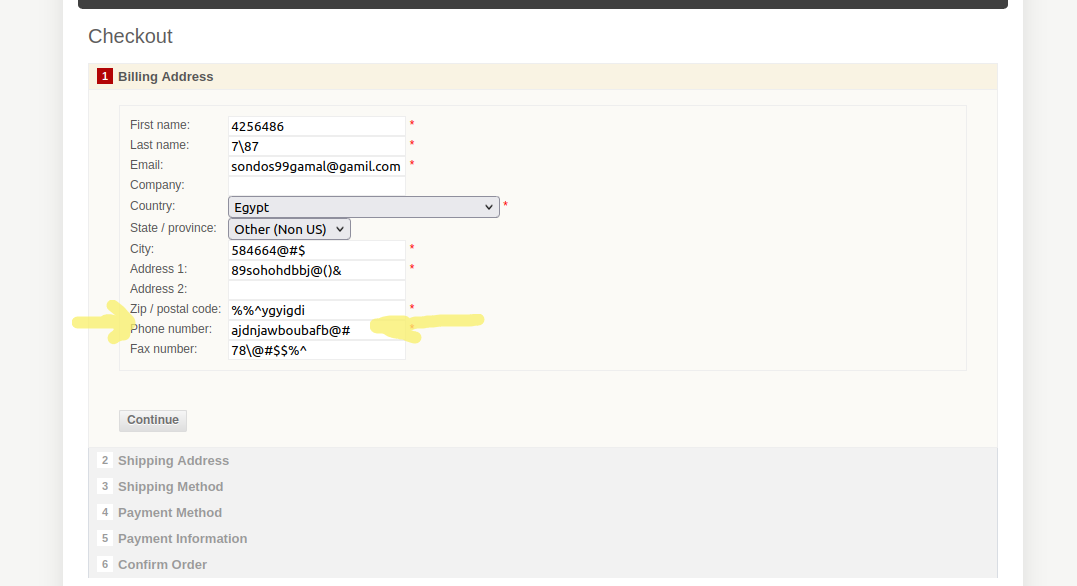 Checkout
1 Billing Address
First name: 4256486 *
Last name: 7\87 *
Email: sondos99gamal@gamil.com *
Company:
Country: Egypt *
State / province: Other (Non US)
City: 584664@#$ *
Address 1: 89sohohdbbj@()& *
Address 2:
Zip / postal code: %%^ygyigdi *
Phone number: ajdnjawboubafb@# *
Fax number: 78\@#$$%^
Continue
2 Shipping Address
3 Shipping Method
4 Payment Method
5 Payment Information
6 Confirm Order